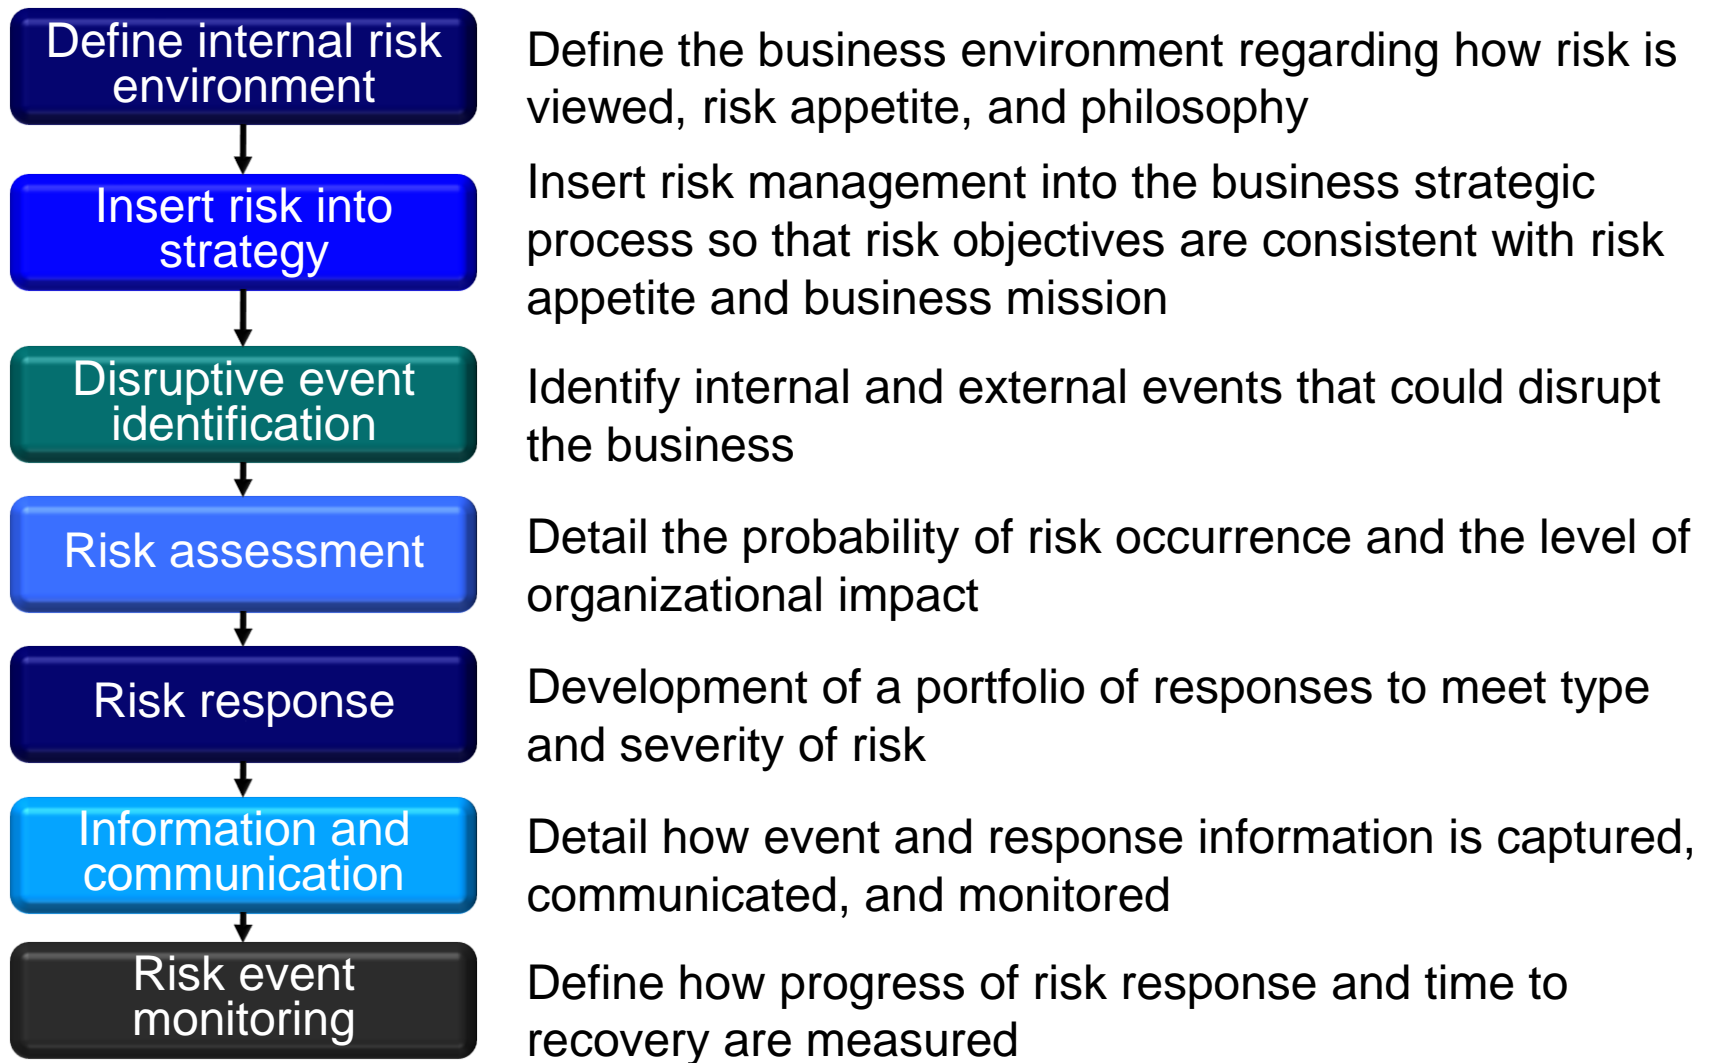 Define internal risk
environment
Define the business environment regarding how risk is
viewed, risk appetite, and philosophy
Insert risk into
strategy
Insert risk management into the business strategic
process so that risk objectives are consistent with risk
appetite and business mission
Disruptive event
identification
Identify internal and external events that could disrupt
the business
Risk assessment
Detail the probability of risk occurrence and the level of
organizational impact
Risk response
Development of a portfolio of responses to meet type
and severity of risk
Information and
communication
Detail how event and response information is captured,
communicated, and monitored
Risk event
monitoring
Define how progress of risk response and time to
recovery are measured